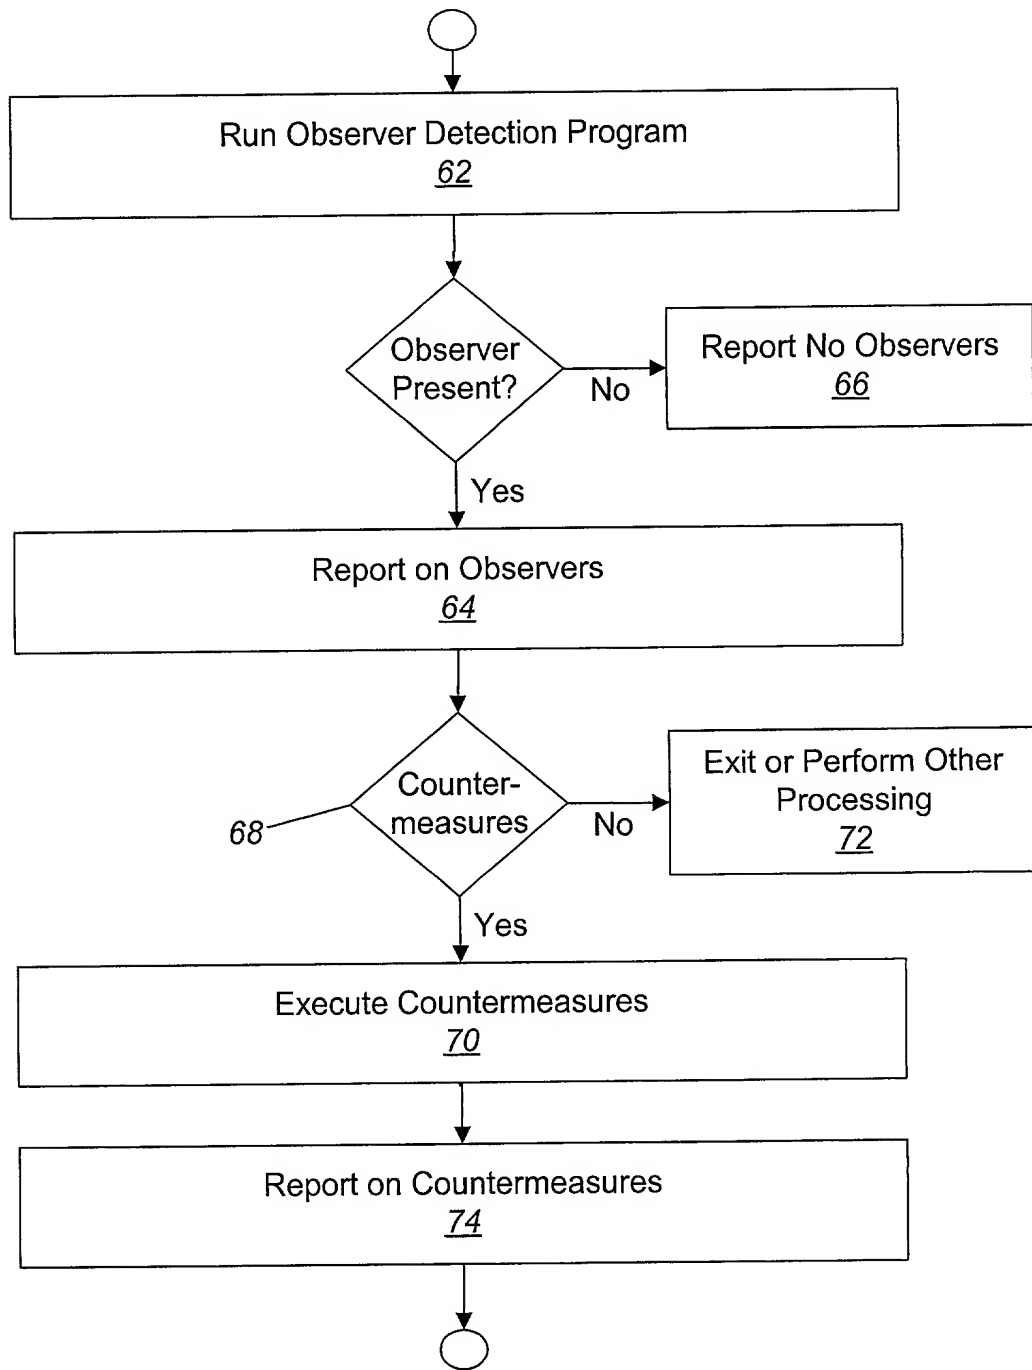 Run Observer Detection Program
62
Observer
Present?
No
Report No Observers
66
Yes
Report on Observers
64
Counter-
measures
68
No
Exit or Perform Other
Processing
72
Yes
Execute Countermeasures
70
Report on Countermeasures
74